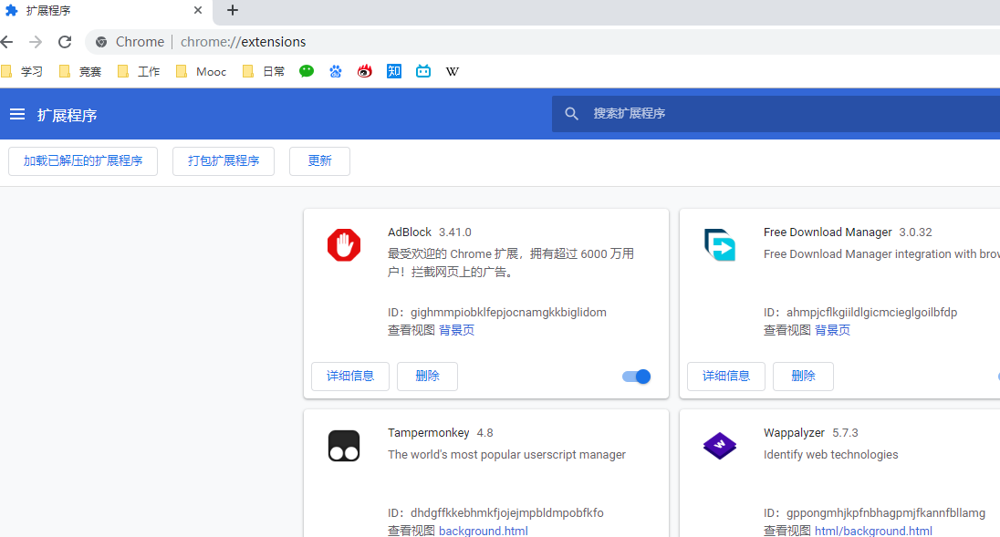 扩展程序
Chrome | chrome://extensions
学习 竞赛 工作 Mooc 日常 知 W
扩展程序 搜索扩展程序
加载已解压的扩展程序 打包扩展程序 更新
AdBlock 3.41.0
最受欢迎的 Chrome 扩展，拥有超过 6000 万用
户！拦截网页上的广告。
ID：gighmmpiobklfepjocnamgkkbiglidom
查看视图 背景页
详细信息 删除
Free Download Manager 3.0.32
Free Download Manager integration with brow
ID：ahmpjcflkgiildlgicmcieglgoilbfdp
查看视图 背景页
详细信息 删除
Tampermonkey 4.8
The world's most popular userscript manager
ID：dhdgffkkebhmkfjojejmpbldmpobfkfo
查看视图 background.html
Wappalyzer 5.7.3
Identify web technologies
ID：gppongmhjkpfnbhagpmjfkannfbllamg
查看视图 html/background.html